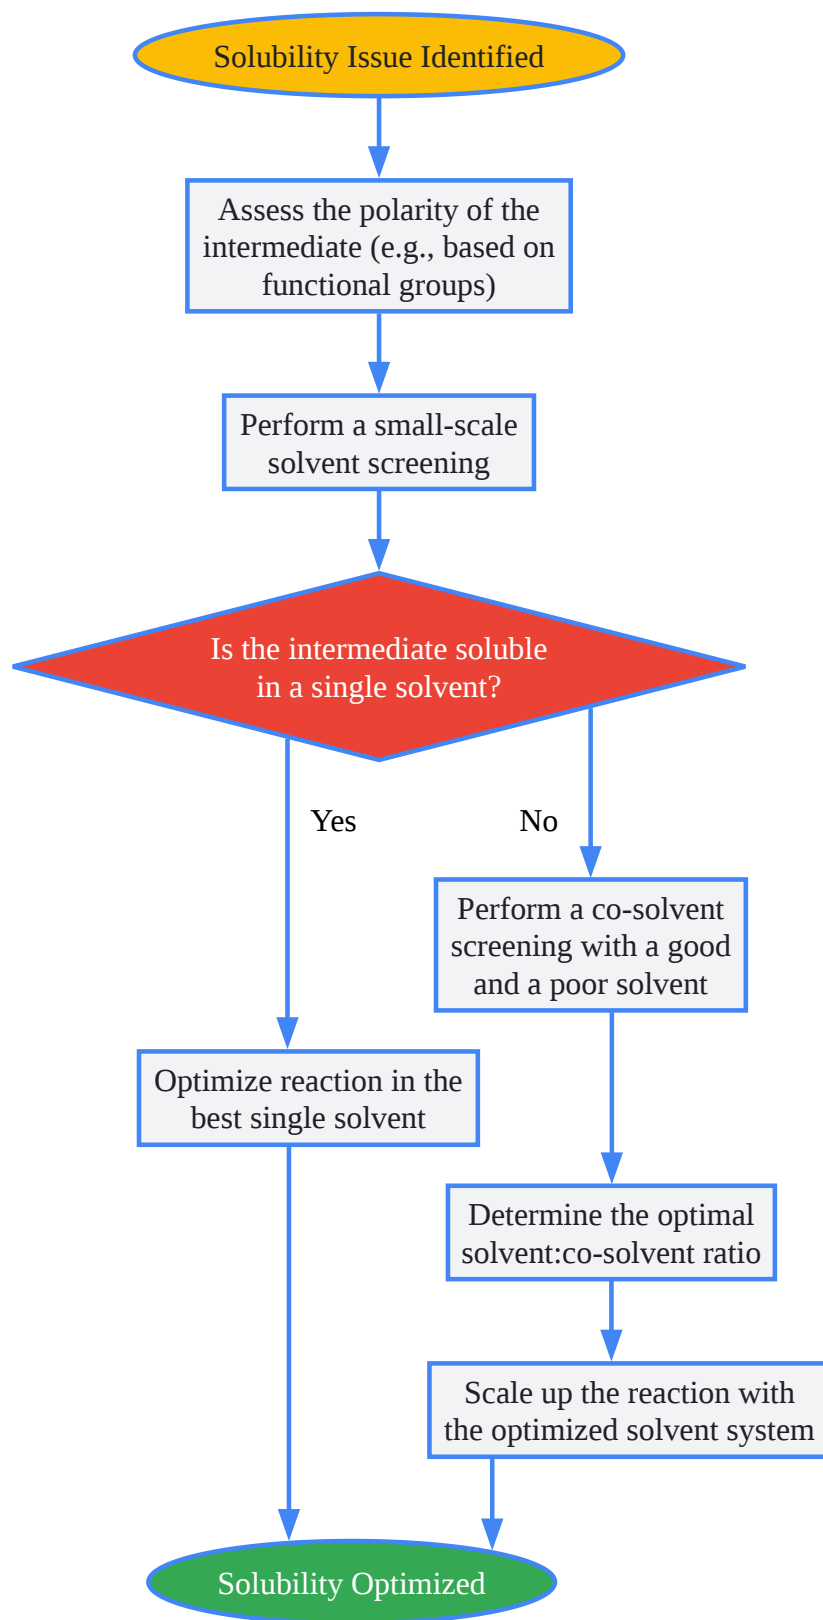 Solubility Issue Identified
Assess the polarity of the
intermediate (e.g., based on
functional groups)
Perform a small-scale
solvent screening
Is the intermediate soluble
in a single solvent?
Yes
No
Perform a co-solvent
screening with a good
and a poor solvent
Optimize reaction in the
best single solvent
Determine the optimal
solvent:co-solvent ratio
Scale up the reaction with
the optimized solvent system
Solubility Optimized